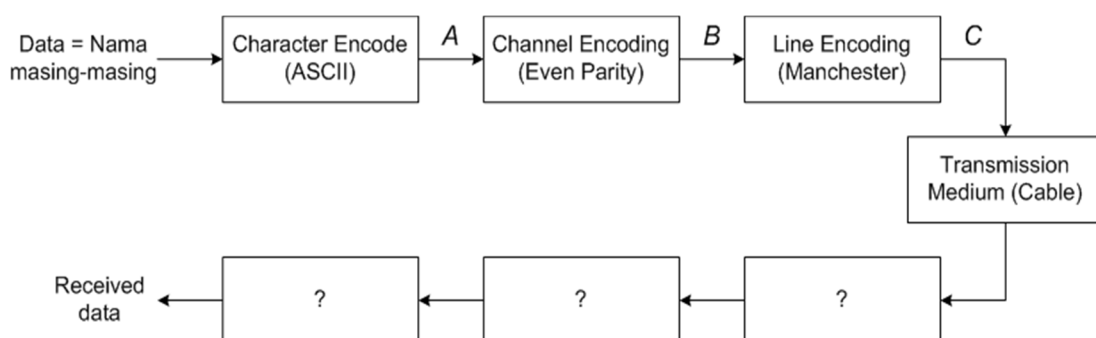 Data = Nama
masing-masing
Character Encode
(ASCII)
A
Channel Encoding
(Even Parity)
B
Line Encoding
(Manchester)
C
Transmission
Medium (Cable)
Received
data
?
?
?